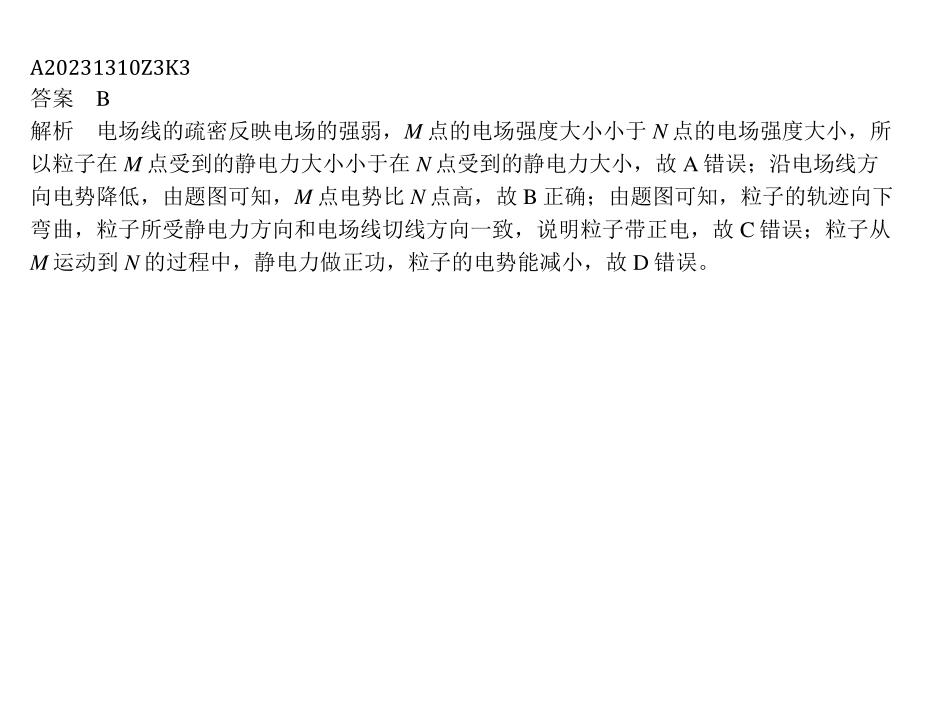 A20231310Z3K3
答案　B
解析　电场线的疏密反映电场的强弱，M 点的电场强度大小小于 N 点的电场强度大小，所
以粒子在 M 点受到的静电力大小小于在 N 点受到的静电力大小，故 A 错误；沿电场线方
向电势降低，由题图可知，M 点电势比 N 点高，故 B 正确；由题图可知，粒子的轨迹向下
弯曲，粒子所受静电力方向和电场线切线方向一致，说明粒子带正电，故 C 错误；粒子从
M 运动到 N 的过程中，静电力做正功，粒子的电势能减小，故 D 错误。